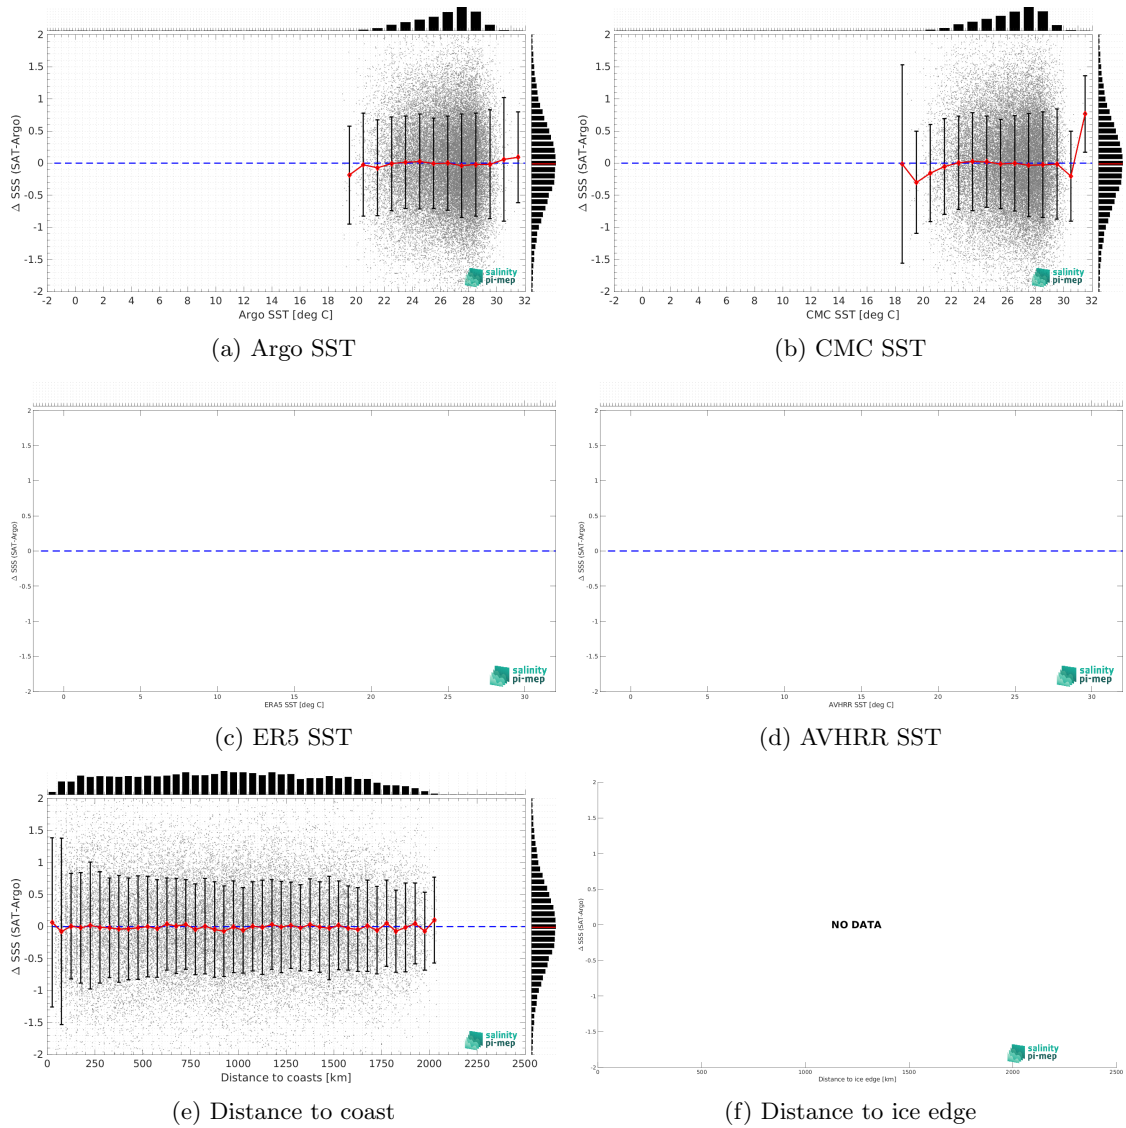 2
1.5
1
0.5
0
-0.5
-1
-1.5
-2
Δ SSS (SAT-Argo)
-2 0 2 4 6 8 10 12 14 16 18 20 22 24 26 28 30 32
Argo SST [deg C]
salinity
pi-mep
(a) Argo SST
2
1.5
1
0.5
0
-0.5
-1
-1.5
-2
Δ SSS (SAT-Argo)
-2 0 2 4 6 8 10 12 14 16 18 20 22 24 26 28 30 32
CMC SST [deg C]
salinity
pi-mep
(b) CMC SST
2
1.5
1
0.5
0
-0.5
-1
-1.5
-2
Δ SSS (SAT-Argo)
0 5 10 15 20 25 30
ERA5 SST [deg C]
salinity
pi-mep
(c) ER5 SST
2
1.5
1
0.5
0
-0.5
-1
-1.5
-2
Δ SSS (SAT-Argo)
0 5 10 15 20 25 30
AVHRR SST [deg C]
salinity
pi-mep
(d) AVHRR SST
2
1.5
1
0.5
0
-0.5
-1
-1.5
-2
Δ SSS (SAT-Argo)
0 250 500 750 1000 1250 1500 1750 2000 2250 2500
Distance to coasts [km]
salinity
pi-mep
(e) Distance to coast
2
1.5
1
0.5
0
-0.5
-1
-1.5
-2
Δ SSS (SAT-Argo)
NO DATA
0 500 1000 1500 2000 2500
Distance to ice edge [km]
salinity
pi-mep
(f) Distance to ice edge